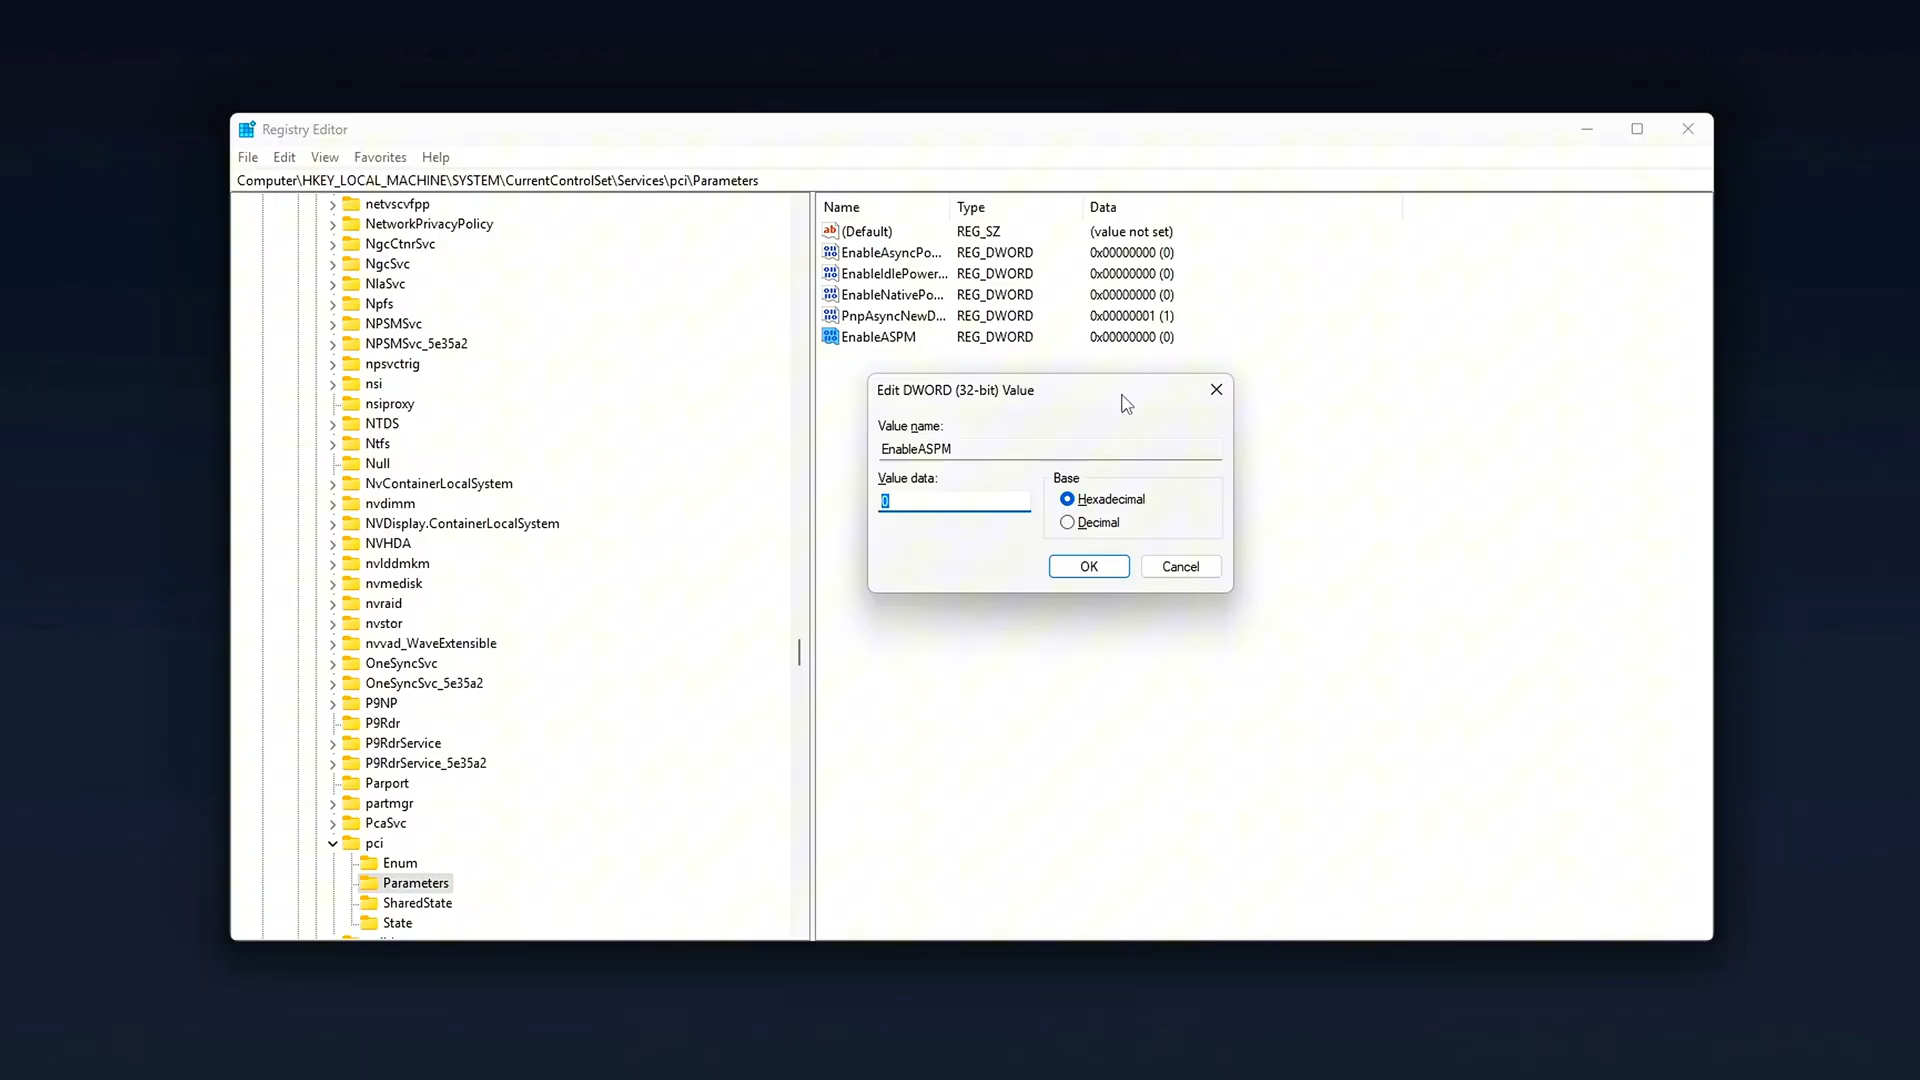 Registry Editor
File Edit View Favorites Help
Computer\HKEY_LOCAL_MACHINE\SYSTEM\CurrentControlSet\Services\pci\Parameters
netvscvfpp
NetworkPrivacyPolicy
NgcCtnrSvc
NgcSvc
NlaSvc
Npfs
NPSMSvc
NPSMSvc_5e35a2
npsvctrig
nsi
nsiproxy
NTDS
Ntfs
Null
NvContainerLocalSystem
nvdimm
NVDisplay.ContainerLocalSystem
NVHDA
nvlddmkm
nvmedisk
nvraid
nvstor
nvvad_WaveExtensible
OneSyncSvc
OneSyncSvc_5e35a2
P9NP
P9Rdr
P9RdrService
P9RdrService_5e35a2
Parport
partmgr
PcaSvc
pci
Enum
Parameters
SharedState
State
Name Type Data
(Default) REG_SZ (value not set)
EnableAsyncPo... REG_DWORD 0x00000000 (0)
EnableIdlePower... REG_DWORD 0x00000000 (0)
EnableNativePo... REG_DWORD 0x00000000 (0)
PnpAsyncNewD... REG_DWORD 0x00000001 (1)
EnableASPM REG_DWORD 0x00000000 (0)
Edit DWORD (32-bit) Value
Value name:
EnableASPM
Value data:
0
Base
Hexadecimal
Decimal
OK Cancel